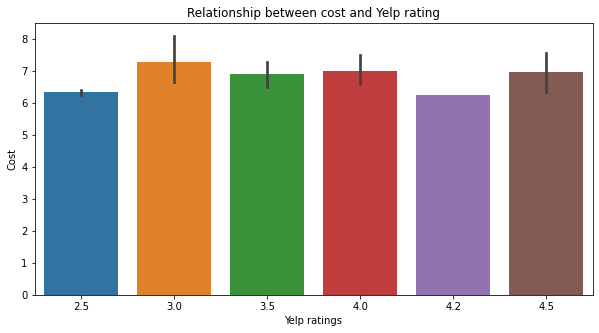 Relationship between cost and Yelp rating
Cost
8
7
6
5
4
3
2
1
0
2.5 3.0 3.5 4.0 4.2 4.5
Yelp ratings